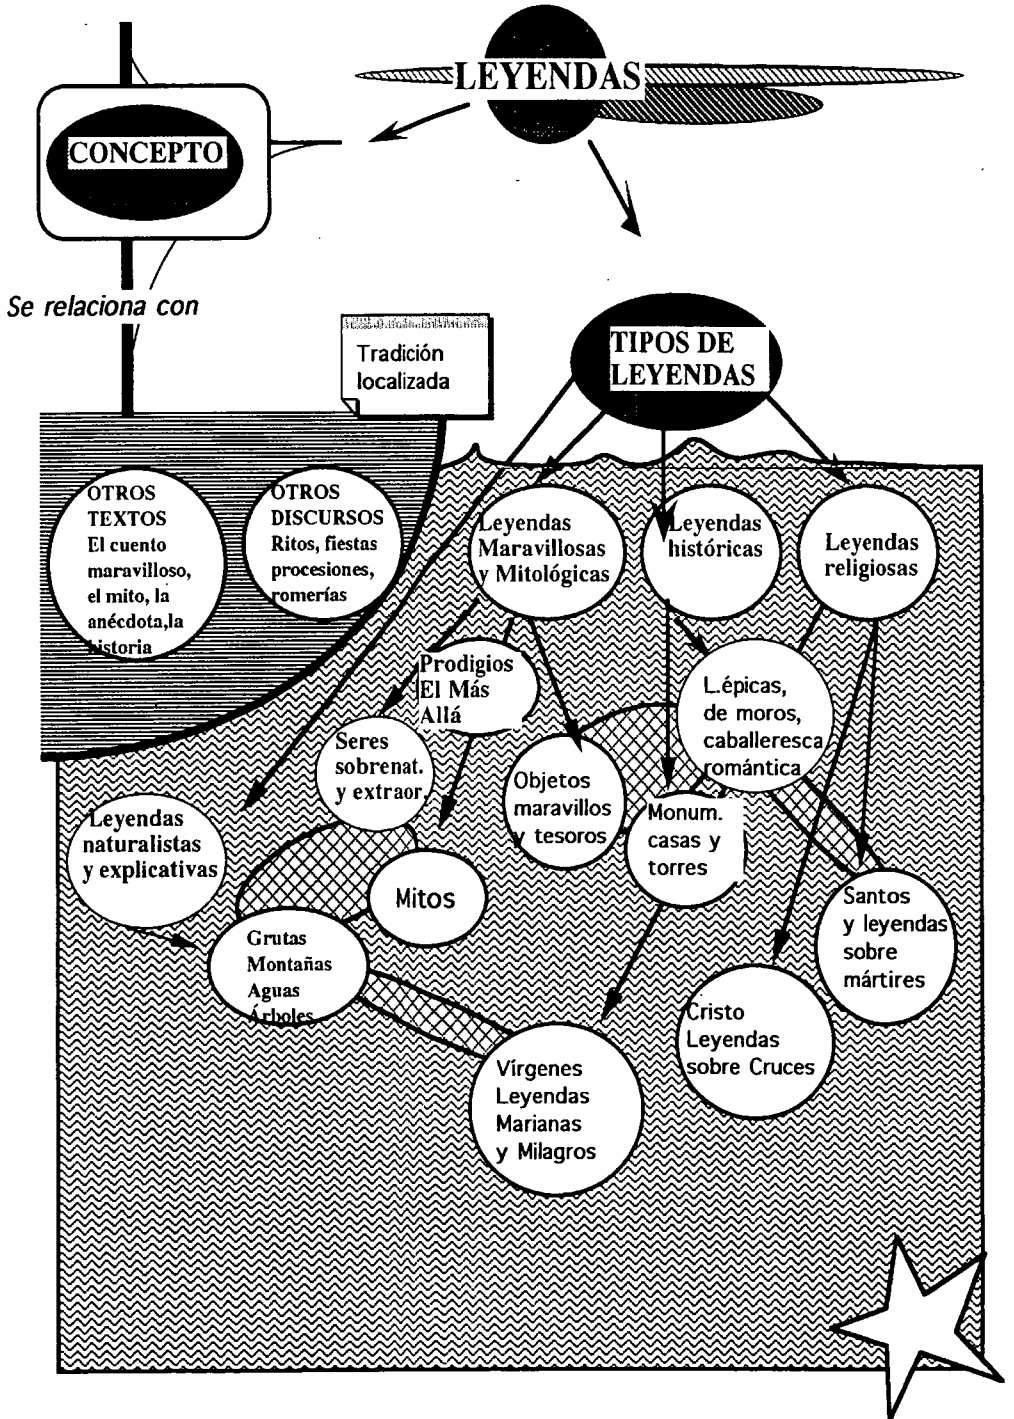 LEYENDAS
CONCEPTO
Se relaciona con
Tradición
localizada
TIPOS DE
LEYENDAS
OTROS
TEXTOS
El cuento
maravilloso,
el mito, la
anécdota,la
historia
OTROS
DISCURSOS
Ritos, fiestas
procesiones,
romerías
Leyendas
Maravillosas
y Mitológicas
Leyendas
históricas
Leyendas
religiosas
Prodigios
El Más
Allá
Seres
sobrenat.
y extraor.
L.épicas,
de moros,
caballeresca
romántica
Objetos
maravillos
y tesoros
Monum.
casas y
torres
Leyendas
naturalistas
y explicativas
Mitos
Santos
y leyendas
sobre
mártires
Grutas
Montañas
Aguas
Árboles
Cristo
Leyendas
sobre Cruces
Vírgenes
Leyendas
Marianas
y Milagros